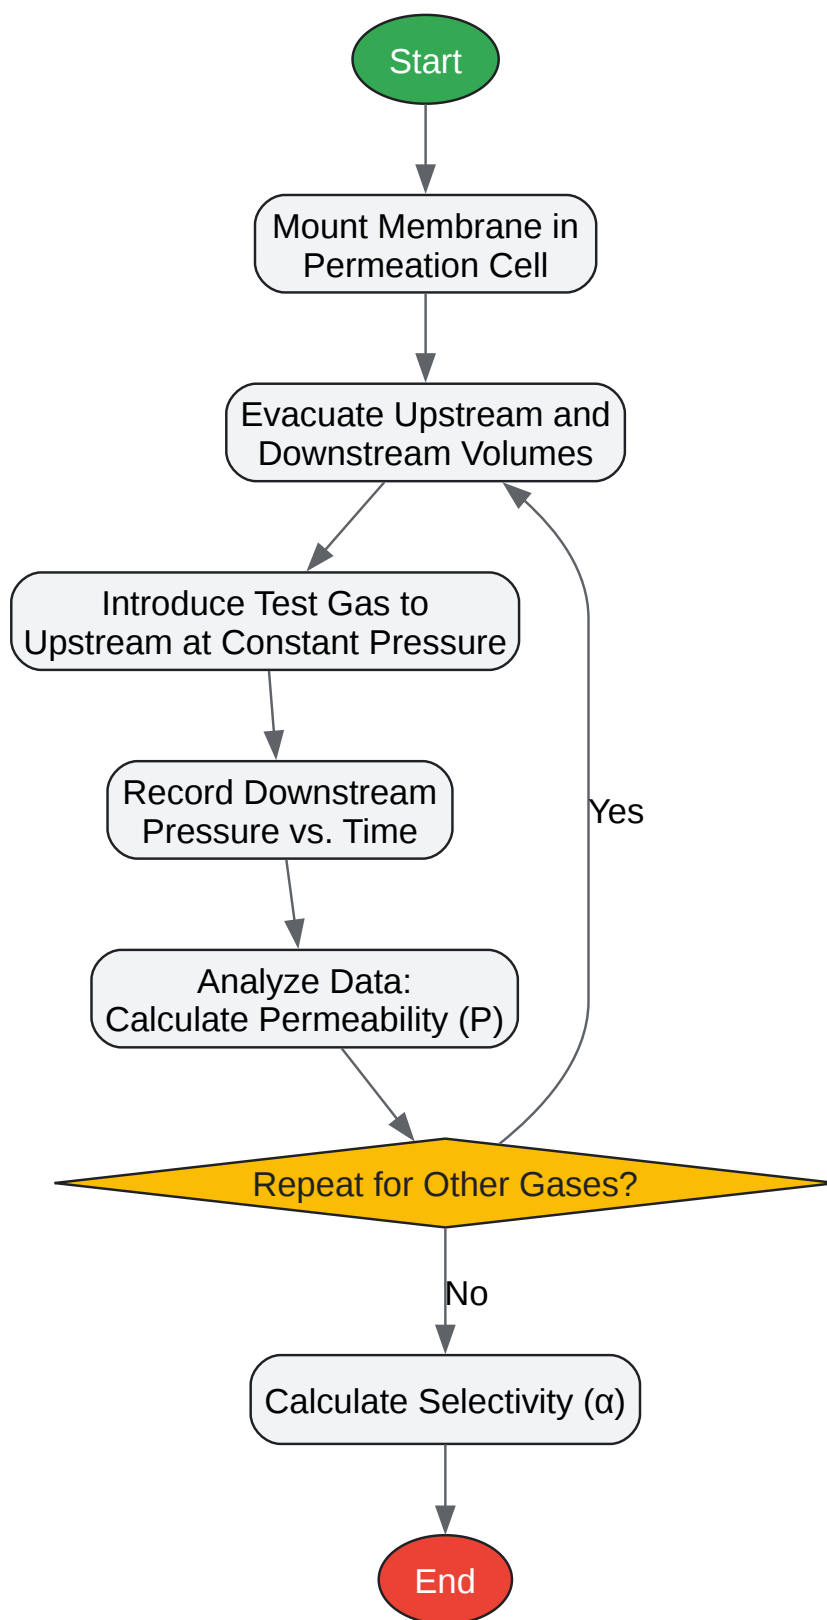 Start
Mount Membrane in
Permeation Cell
Evacuate Upstream and
Downstream Volumes
Introduce Test Gas to
Upstream at Constant Pressure
Record Downstream
Pressure vs. Time
Yes
Analyze Data:
Calculate Permeability (P)
Repeat for Other Gases?
No
Calculate Selectivity (α)
End